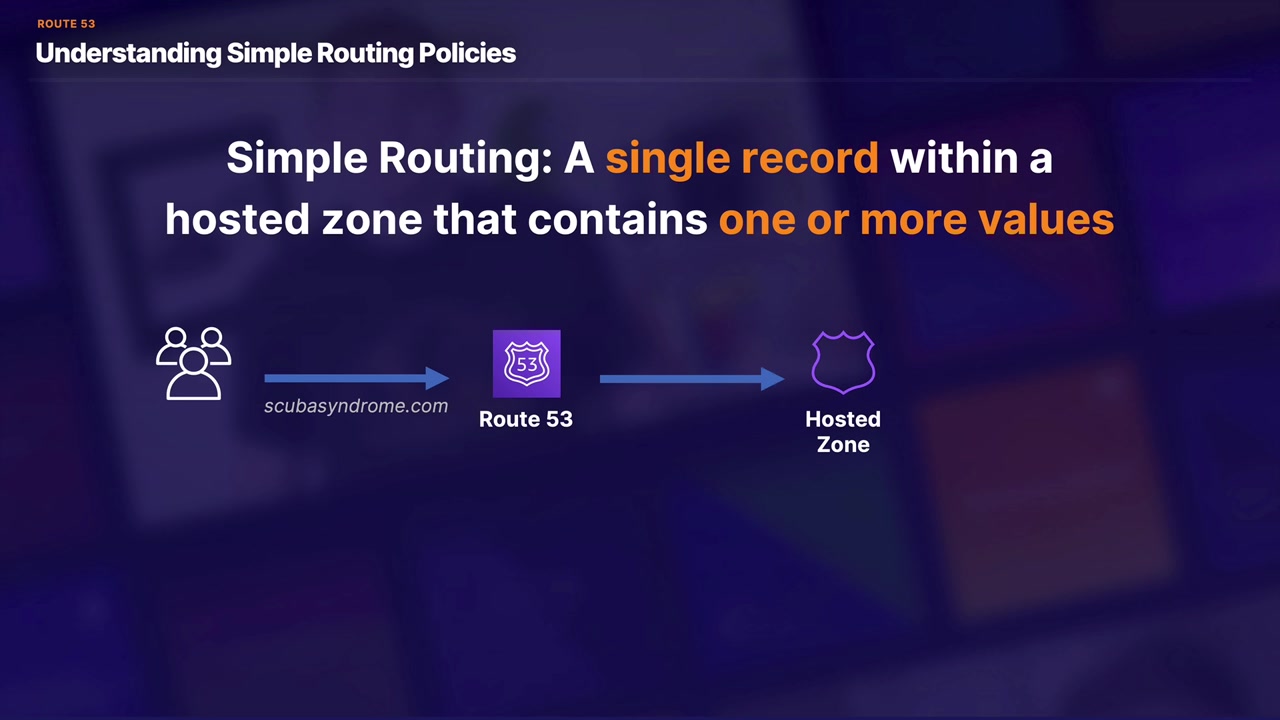 ROUTE 53
Understanding Simple Routing Policies
Simple Routing: A single record within a
hosted zone that contains one or more values
scubasyndrome.com
53
Route 53
Hosted
Zone